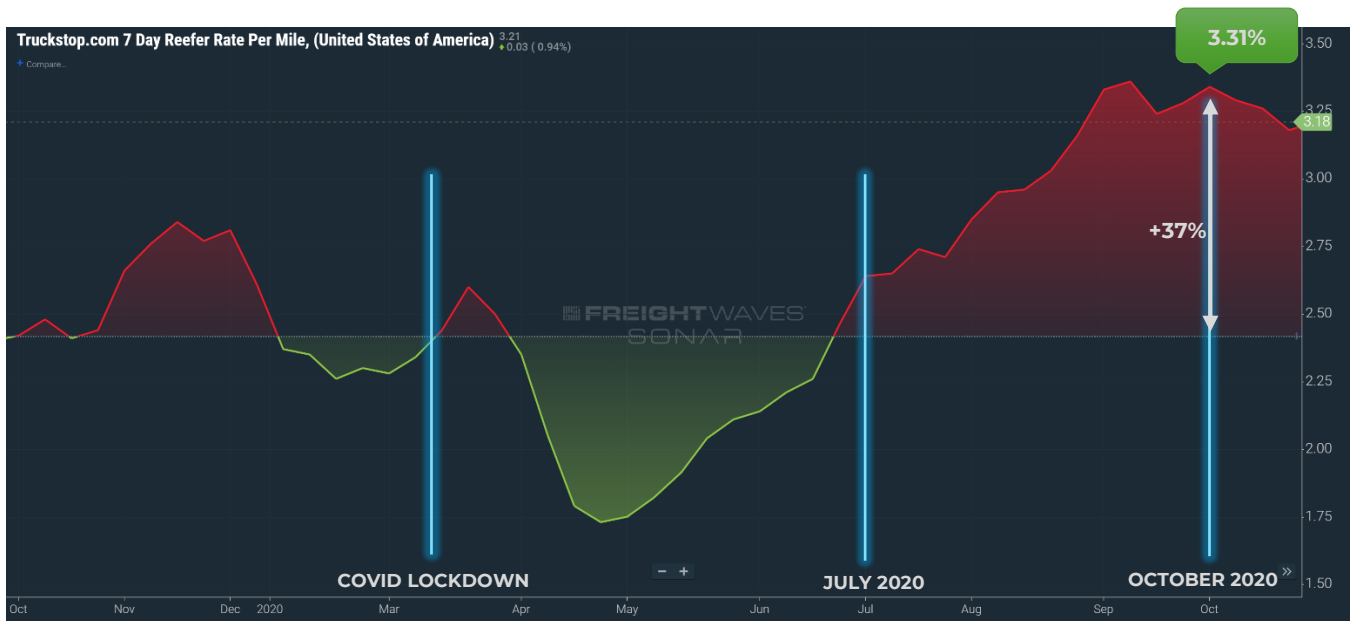 Truckstop.com 7 Day Reefer Rate Per Mile, (United States of America) 3.21
0.03 ( 0.94%)
Compare...
3.31%
3.50
3.25
3.18
3.00
+37%
2.75
2.50
FREIGHTWAVES
SONAR
2.25
2.00
1.75
− +
»
1.50
COVID LOCKDOWN
JULY 2020
OCTOBER 2020
Oct Nov Dec 2020 Mar Apr May Jun Jul Aug Sep Oct